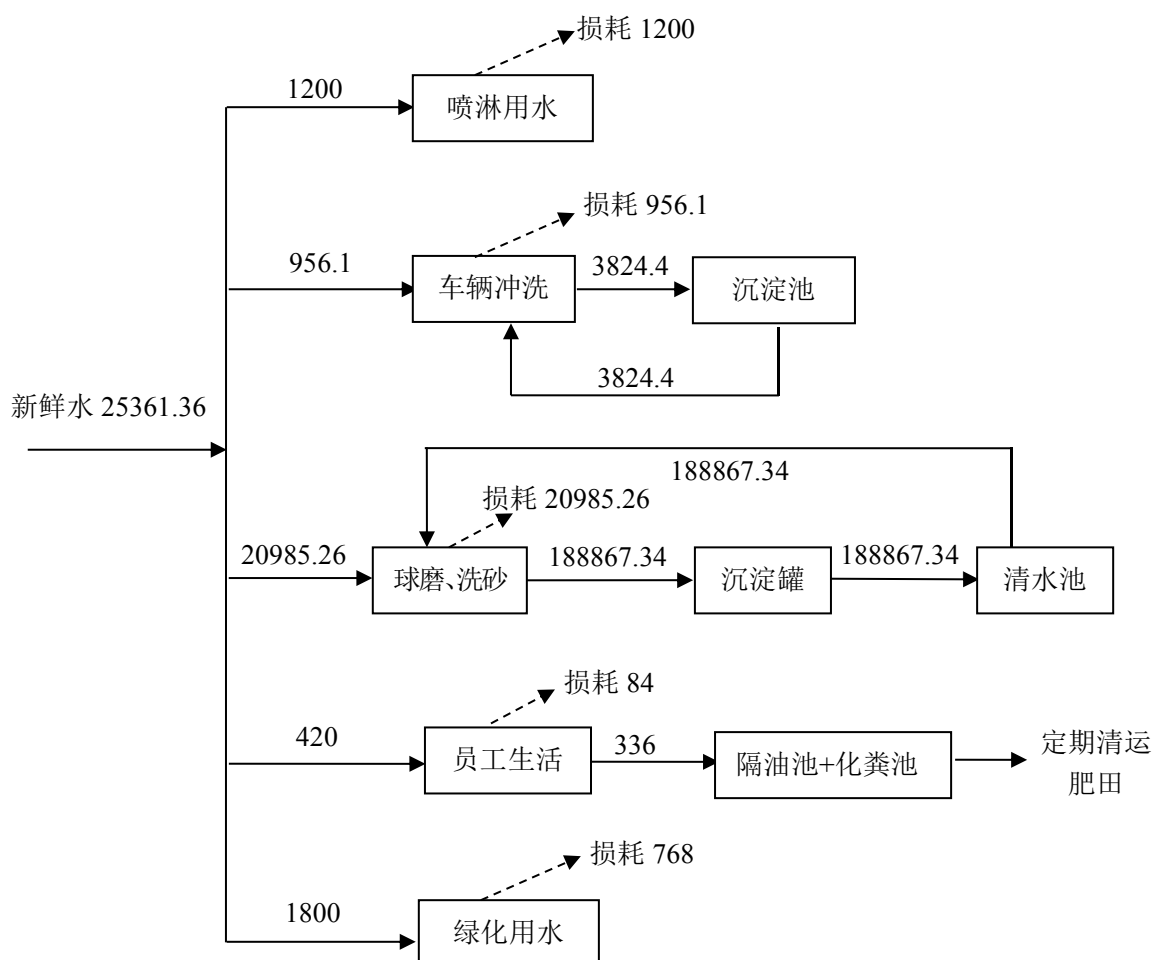 损耗 1200
1200
喷淋用水
损耗 956.1
956.1
车辆冲洗
3824.4
沉淀池
3824.4
新鲜水 25361.36
188867.34
损耗 20985.26
20985.26
球磨、洗砂
188867.34
沉淀罐
188867.34
清水池
损耗 84
420
员工生活
336
隔油池+化粪池
定期清运
肥田
损耗 768
1800
绿化用水